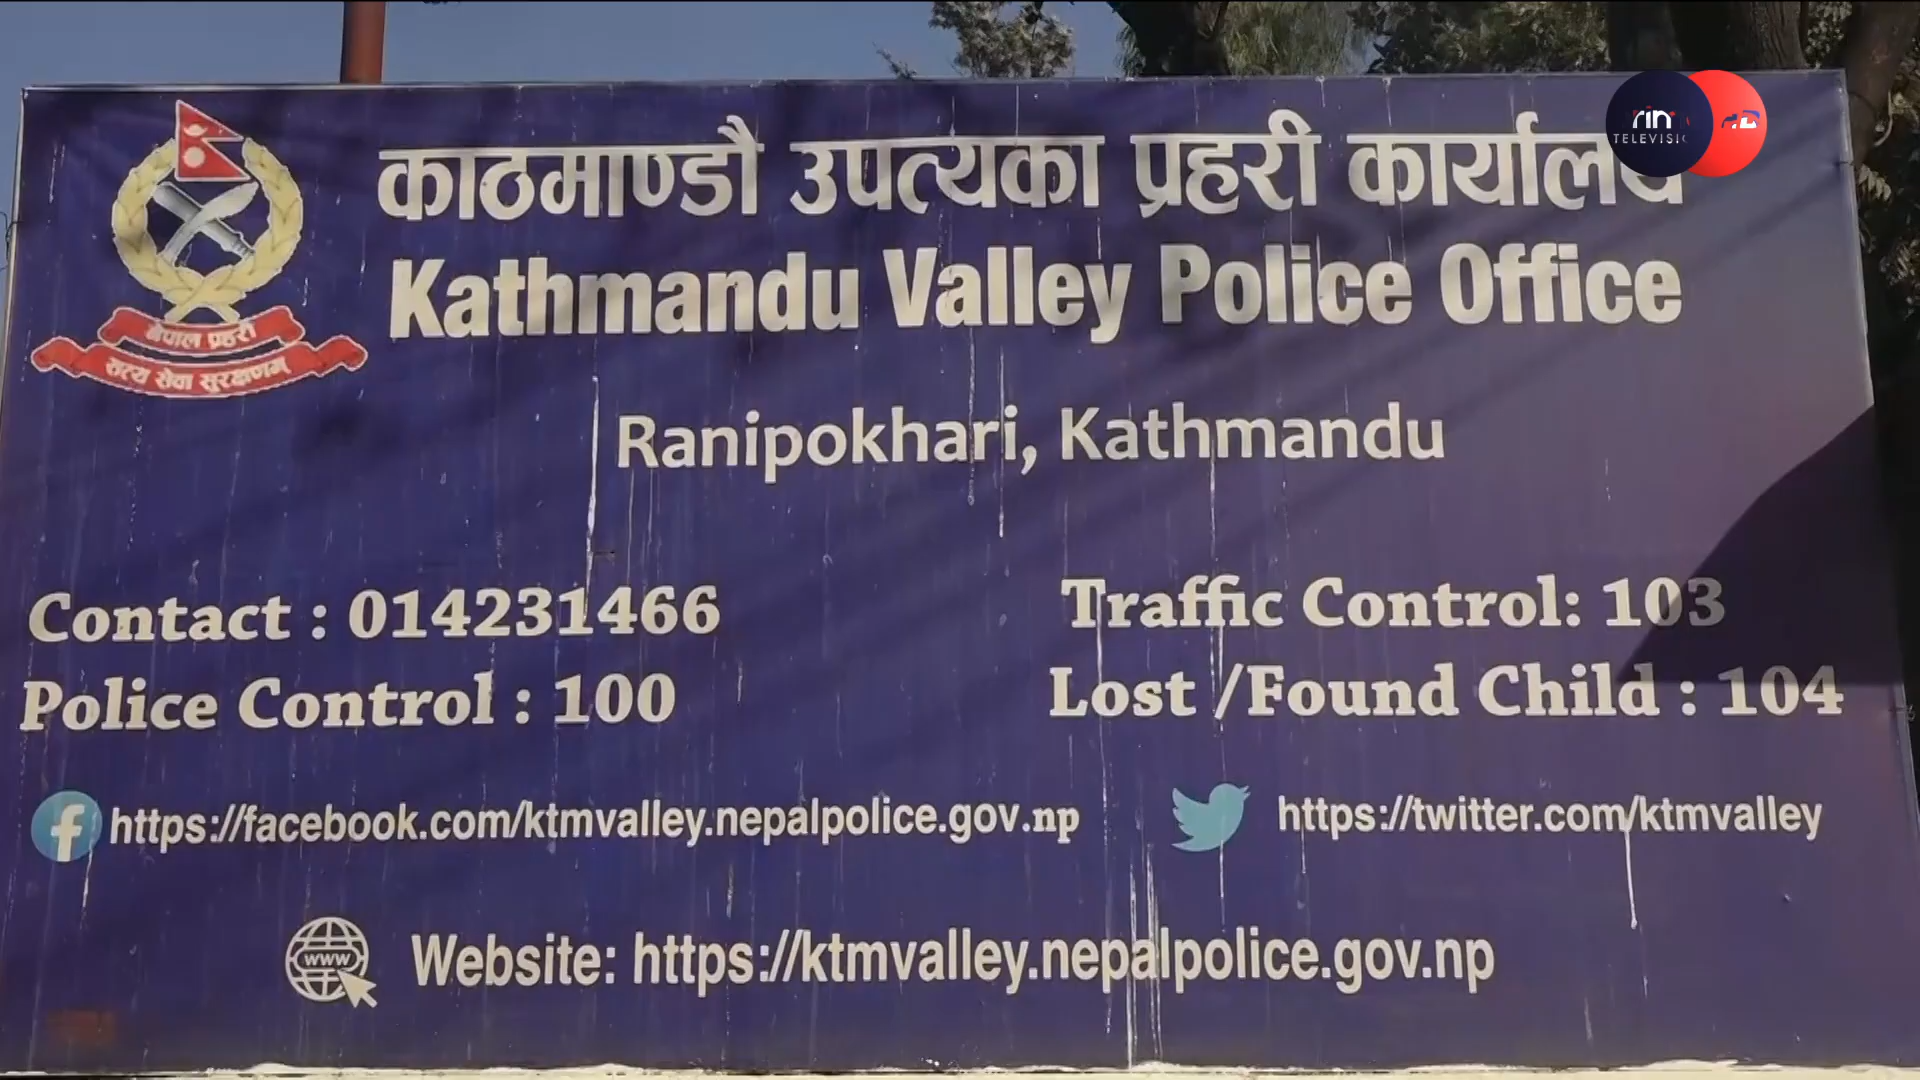 काठमाण्डौ उपत्यका प्रहरी कार्यालय
Kathmandu Valley Police Office
नेपाल प्रहरी
सत्य सेवा सुरक्षणम्
Ranipokhari, Kathmandu
Contact : 014231466
Traffic Control: 103
Police Control : 100
Lost /Found Child : 104
f https://facebook.com/ktmvalley.nepalpolice.gov.np
https://twitter.com/ktmvalley
www
Website: https://ktmvalley.nepalpolice.gov.np